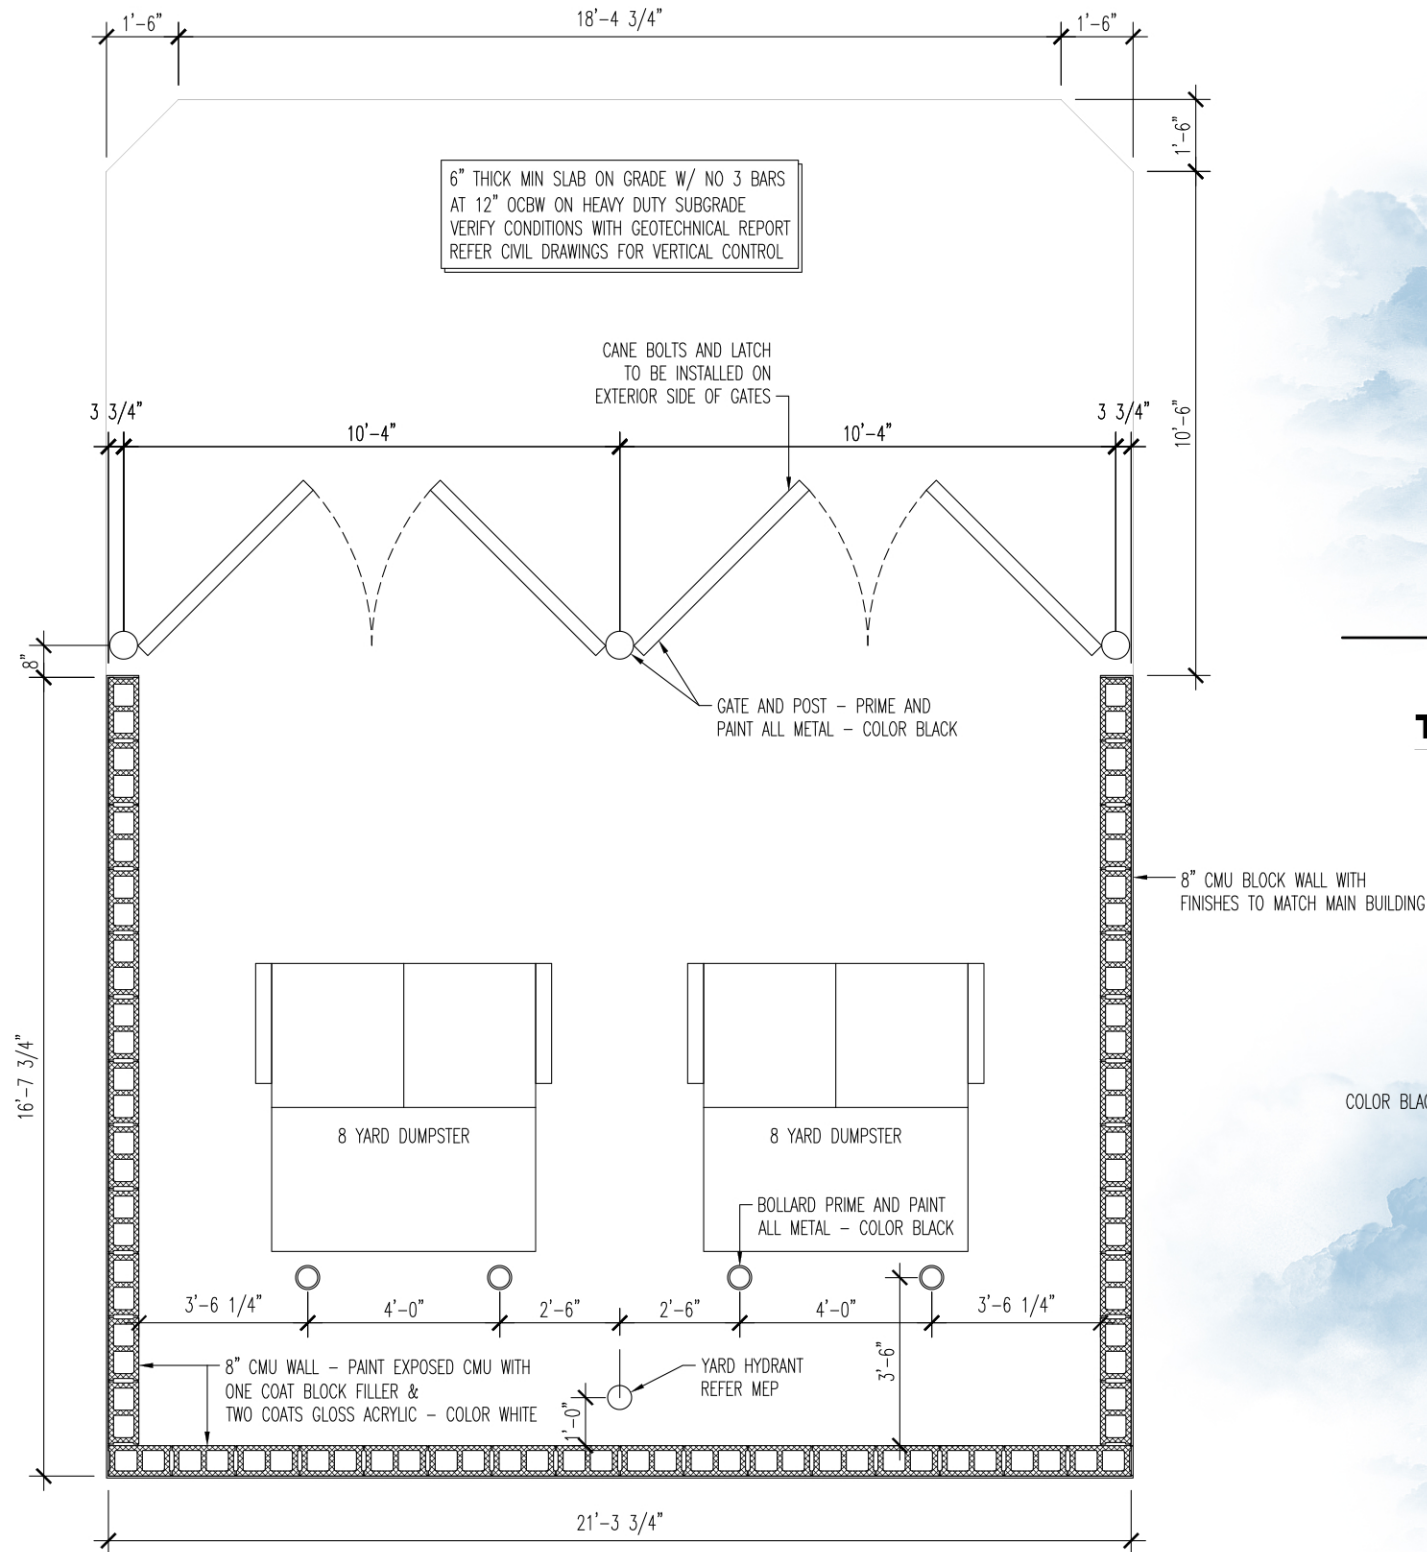 1'-6"
18'-4 3/4"
1'-6"
1'-6"
6" THICK MIN SLAB ON GRADE W/ NO 3 BARS
AT 12" OCBW ON HEAVY DUTY SUBGRADE
VERIFY CONDITIONS WITH GEOTECHNICAL REPORT
REFER CIVIL DRAWINGS FOR VERTICAL CONTROL
CANE BOLTS AND LATCH
TO BE INSTALLED ON
EXTERIOR SIDE OF GATES
3 3/4"
10'-4"
10'-4"
3 3/4"
10'-6"
8"
GATE AND POST – PRIME AND
PAINT ALL METAL – COLOR BLACK
8" CMU BLOCK WALL WITH
FINISHES TO MATCH MAIN BUILDING
16'-7 3/4"
COLOR BLA
8 YARD DUMPSTER
8 YARD DUMPSTER
BOLLARD PRIME AND PAINT
ALL METAL – COLOR BLACK
3'-6 1/4"
4'-0"
2'-6"
2'-6"
4'-0"
3'-6 1/4"
3'-6"
8" CMU WALL – PAINT EXPOSED CMU WITH
ONE COAT BLOCK FILLER &
TWO COATS GLOSS ACRYLIC – COLOR WHITE
YARD HYDRANT
REFER MEP
1'-0"
21'-3 3/4"